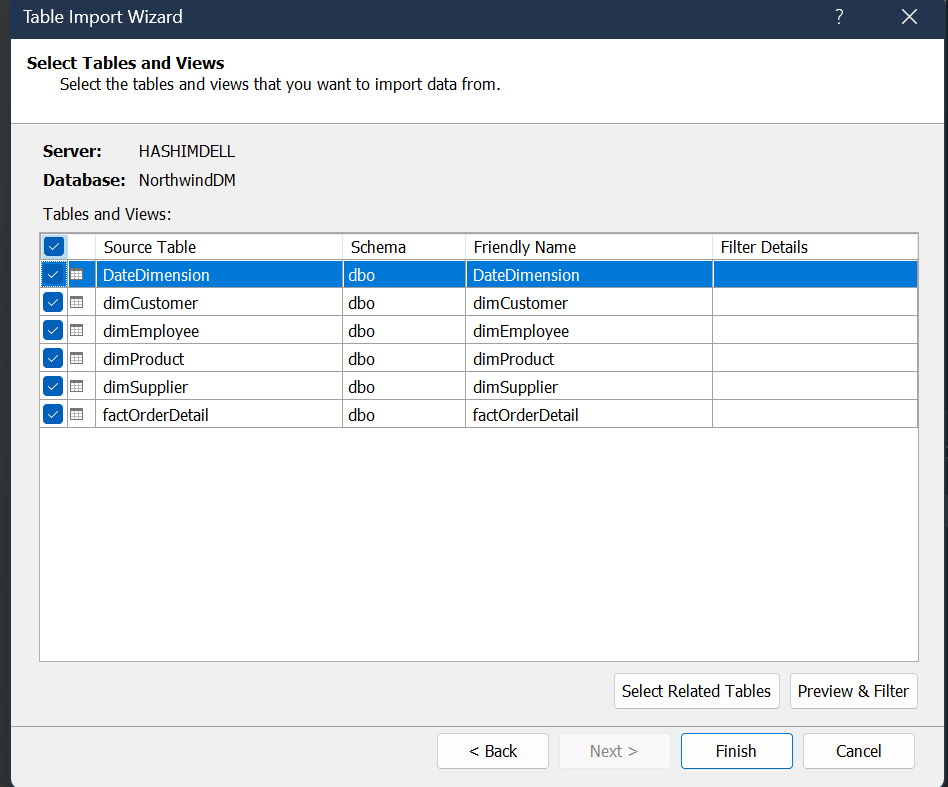 Table Import Wizard ?
Select Tables and Views
Select the tables and views that you want to import data from.
Server: HASHIMDELL
Database: NorthwindDM
Tables and Views:
Source Table Schema Friendly Name Filter Details
DateDimension dbo DateDimension
dimCustomer dbo dimCustomer
dimEmployee dbo dimEmployee
dimProduct dbo dimProduct
dimSupplier dbo dimSupplier
factOrderDetail dbo factOrderDetail
Select Related Tables Preview & Filter
< Back Next > Finish Cancel